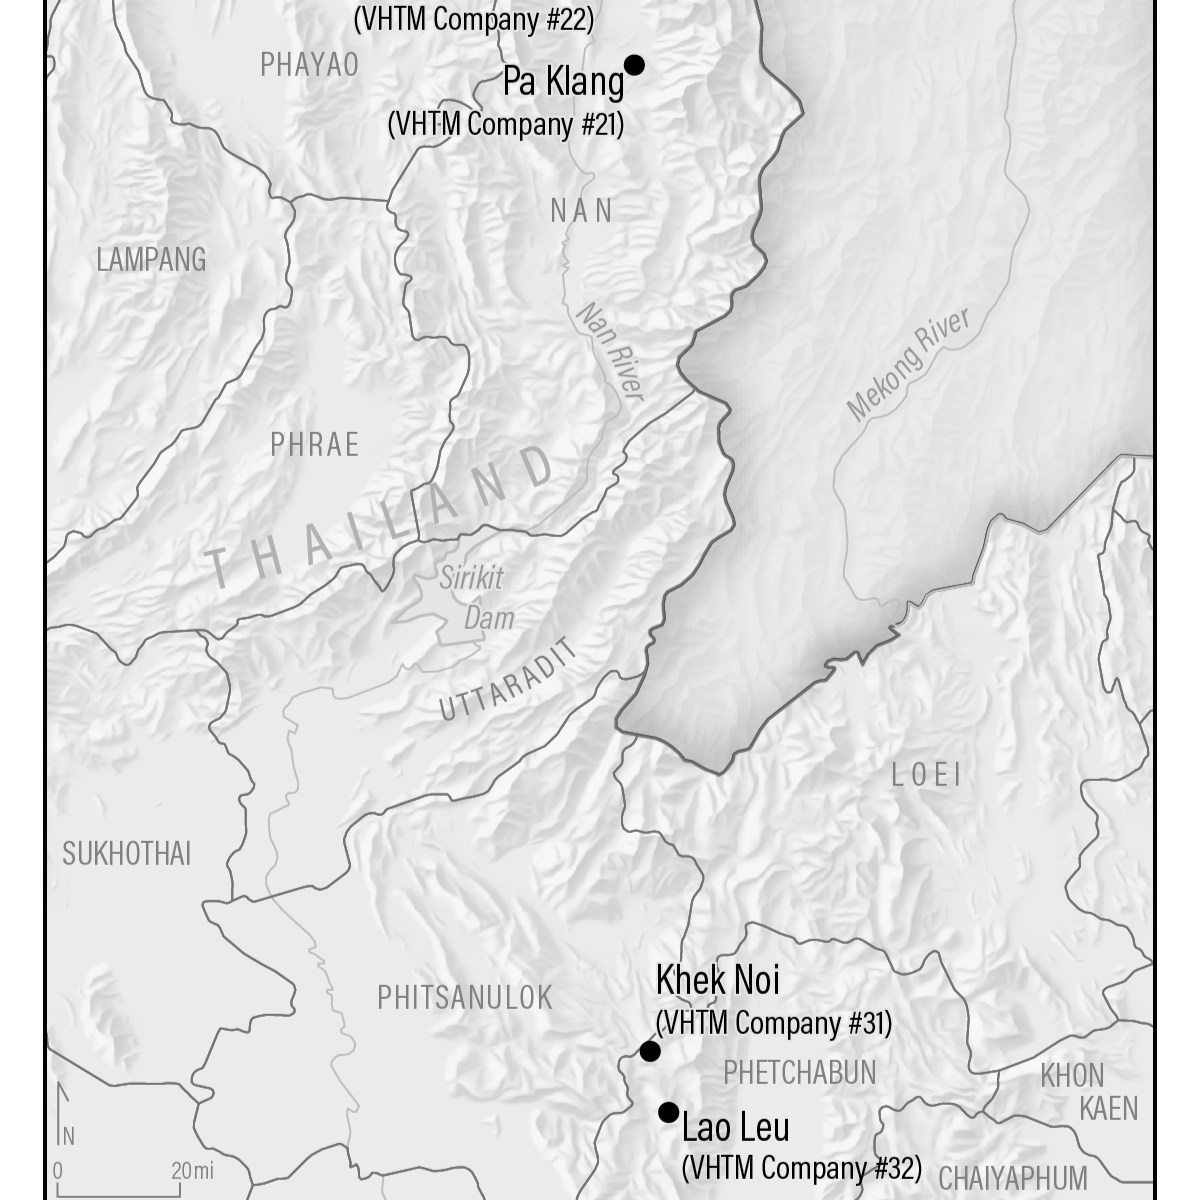 (VHTM Company #22)
PHAYAO
Pa Klang
(VHTM Company #21)
NAN
LAMPANG
Nan River
Mekong River
PHRAE
THAILAND
Sirikit
Dam
UTTARADIT
LOEI
SUKHOTHAI
Khek Noi
PHITSANULOK
(VHTM Company #31)
PHETCHABUN
KHON
KAEN
Lao Leu
N
(VHTM Company #32)
0 20mi
CHAIYAPHUM